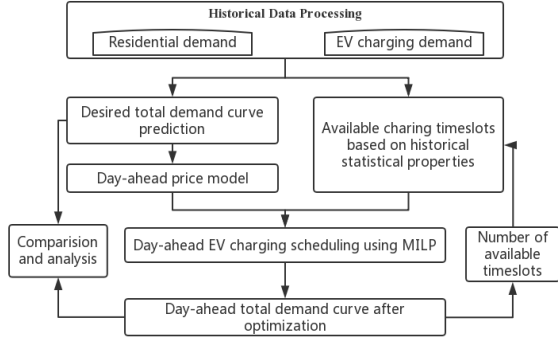 Historical Data Processing
Residential demand
EV charging demand
Desired total demand curve
prediction
Available charing timeslots
based on historical
statistical properties
Day-ahead price model
Comparision
and analysis
Day-ahead EV charging scheduling using MILP
Number of
available
timeslots
Day-ahead total demand curve after
optimization